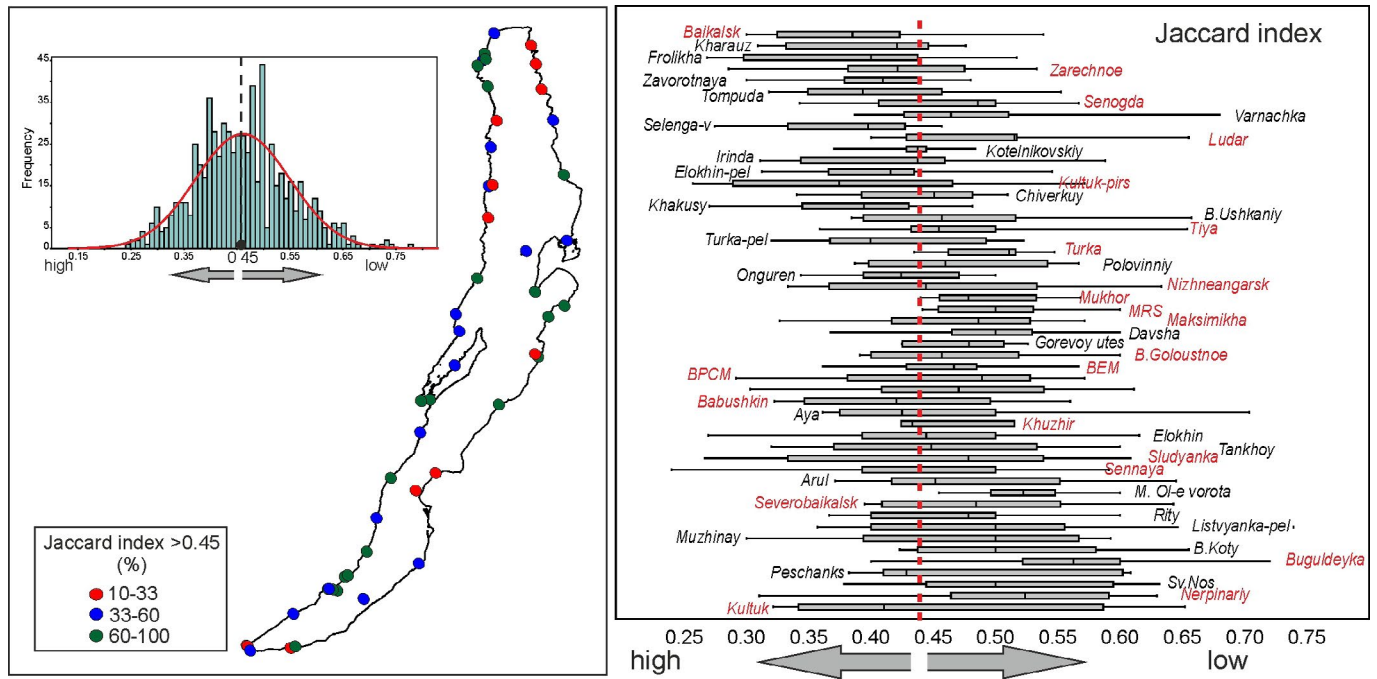 45
35
25
15
5
0
Frequency
0.15
0.25
0.35
0 45
0.55
0.65
0.75
high
low
Jaccard index >0.45
(%)
10-33
33-60
60-100
Jaccard index
Baikalsk
Kharauz
Frolikha
Zarechnoe
Zavorotnaya
Tompuda
Senogda
Varnachka
Selenga-v
Ludar
Kotelnikovskiy
Irinda
Elokhin-pel
Kultuk-pirs
Chiverkuy
Khakusy
B.Ushkaniy
Tiya
Turka-pel
Turka
Polovinniy
Onguren
Nizhneangarsk
Mukhor
MRS
Maksimikha
Davsha
Gorevoy utes
B.Goloustnoe
BEM
BPCM
Babushkin
Aya
Khuzhir
Elokhin
Tankhoy
Sludyanka
Sennaya
Arul
M. Ol-e vorota
Severobaikalsk
Rity
Listvyanka-pel.
Muzhinay
B.Koty
Buguldeyka
Peschanks
Sv.Nos
Nerpinariy
Kultuk
0.25 0.30 0.35 0.40 0.45 0.50 0.55 0.60 0.65 0.70 0.75
high
low